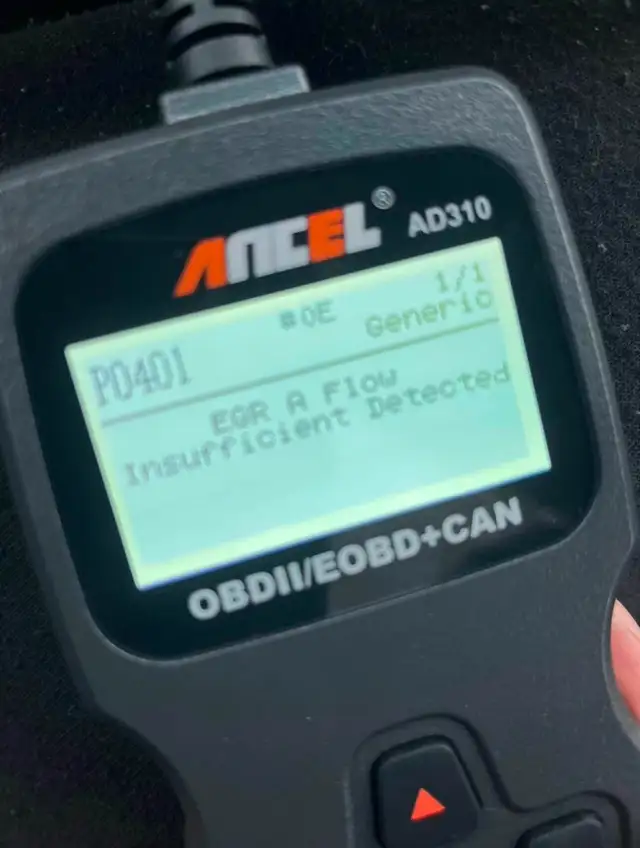 ANCEL® AD310
1/1
P0401 $0E Generic
EGR A Flow
Insufficient Detected
OBDII/EOBD+CAN